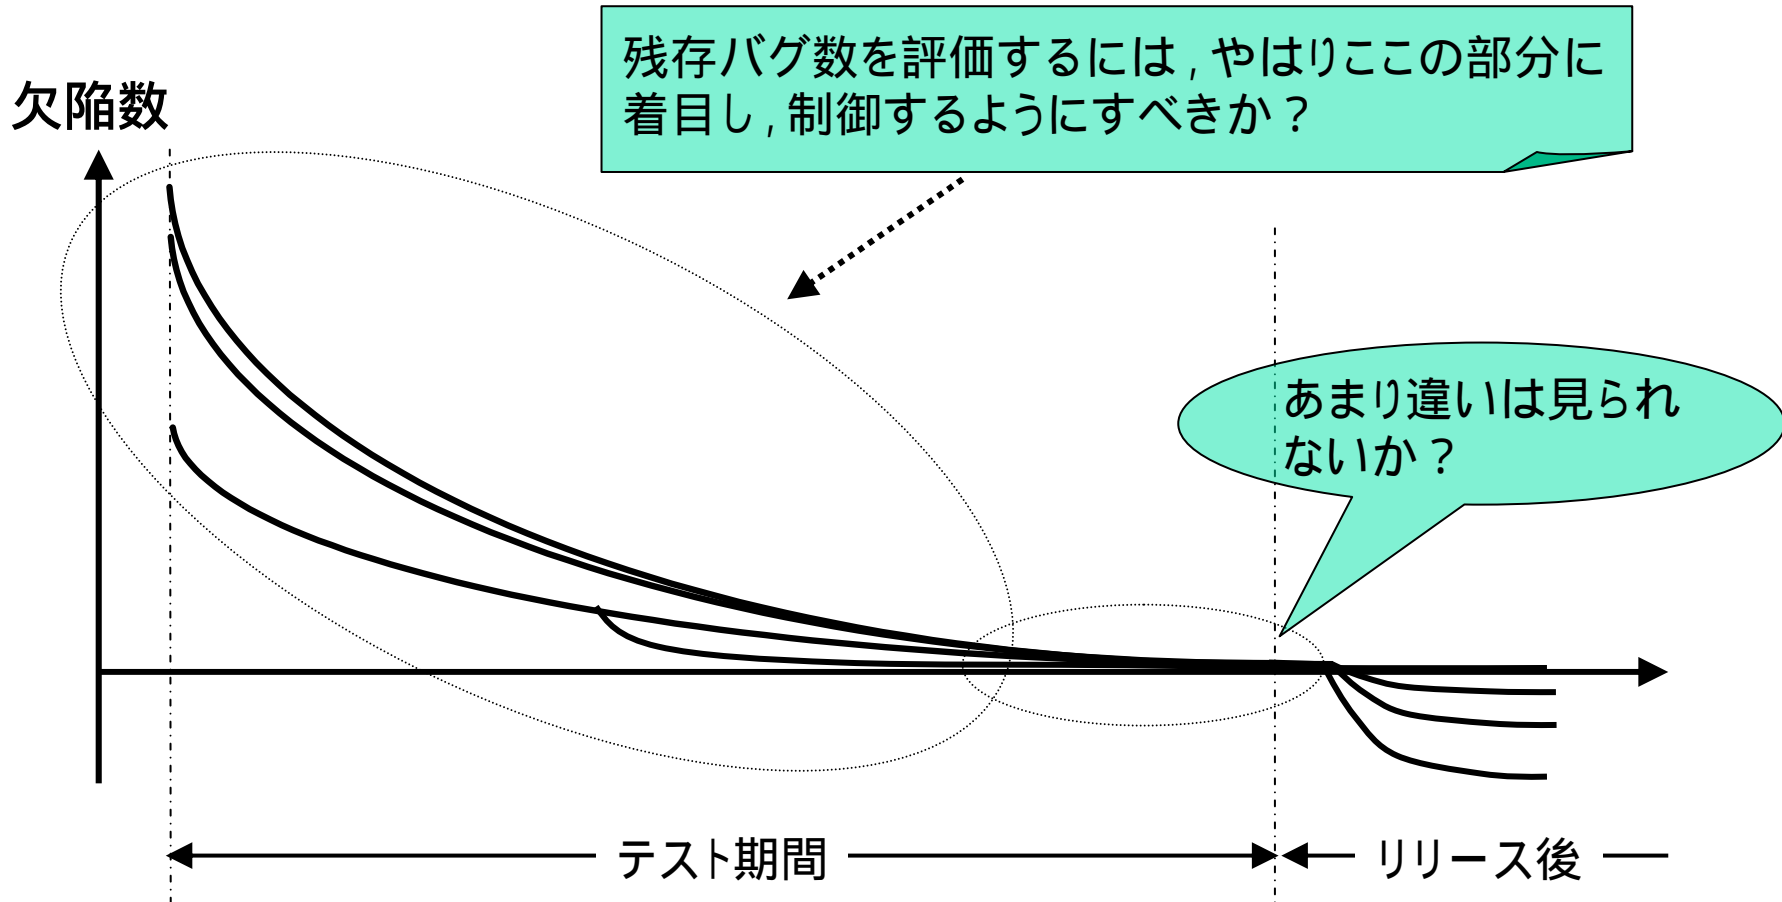 残存バグ数を評価するには，やはりここの部分に
着目し，制御するようにすべきか？
欠陥数
あまり違いは見られ
ないか？
テスト期間
リリース後